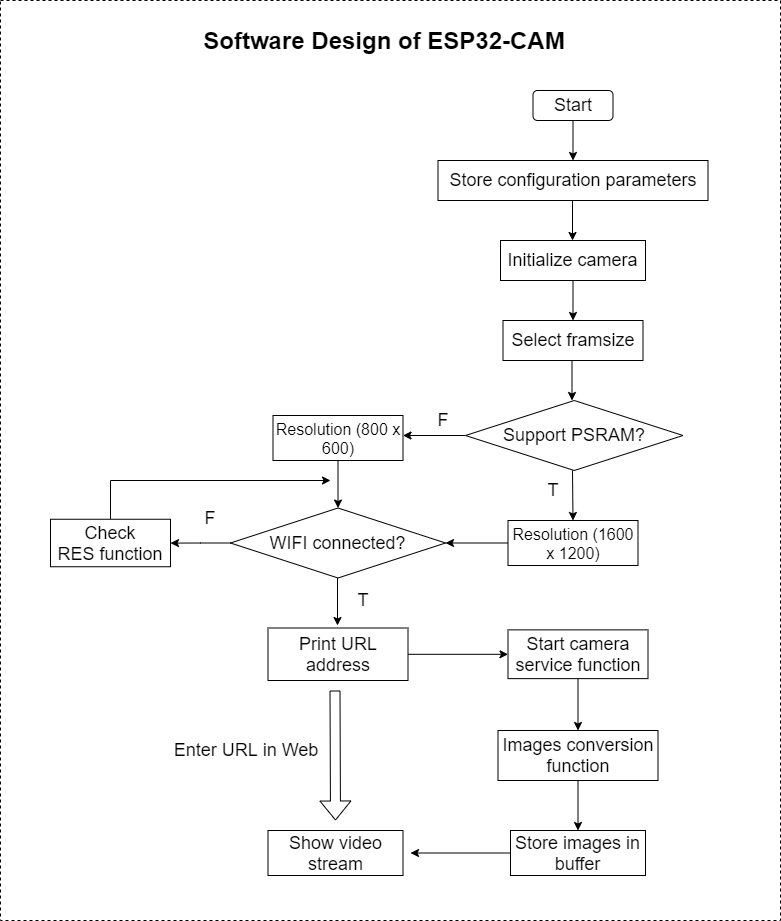 Software Design of ESP32-CAM
Start
Store configuration parameters
Initialize camera
Select framsize
Support PSRAM?
F
Resolution (800 x
600)
T
Resolution (1600
x 1200)
WIFI connected?
F
Check
RES function
T
Print URL
address
Start camera
service function
Enter URL in Web
Images conversion
function
Store images in
buffer
Show video
stream